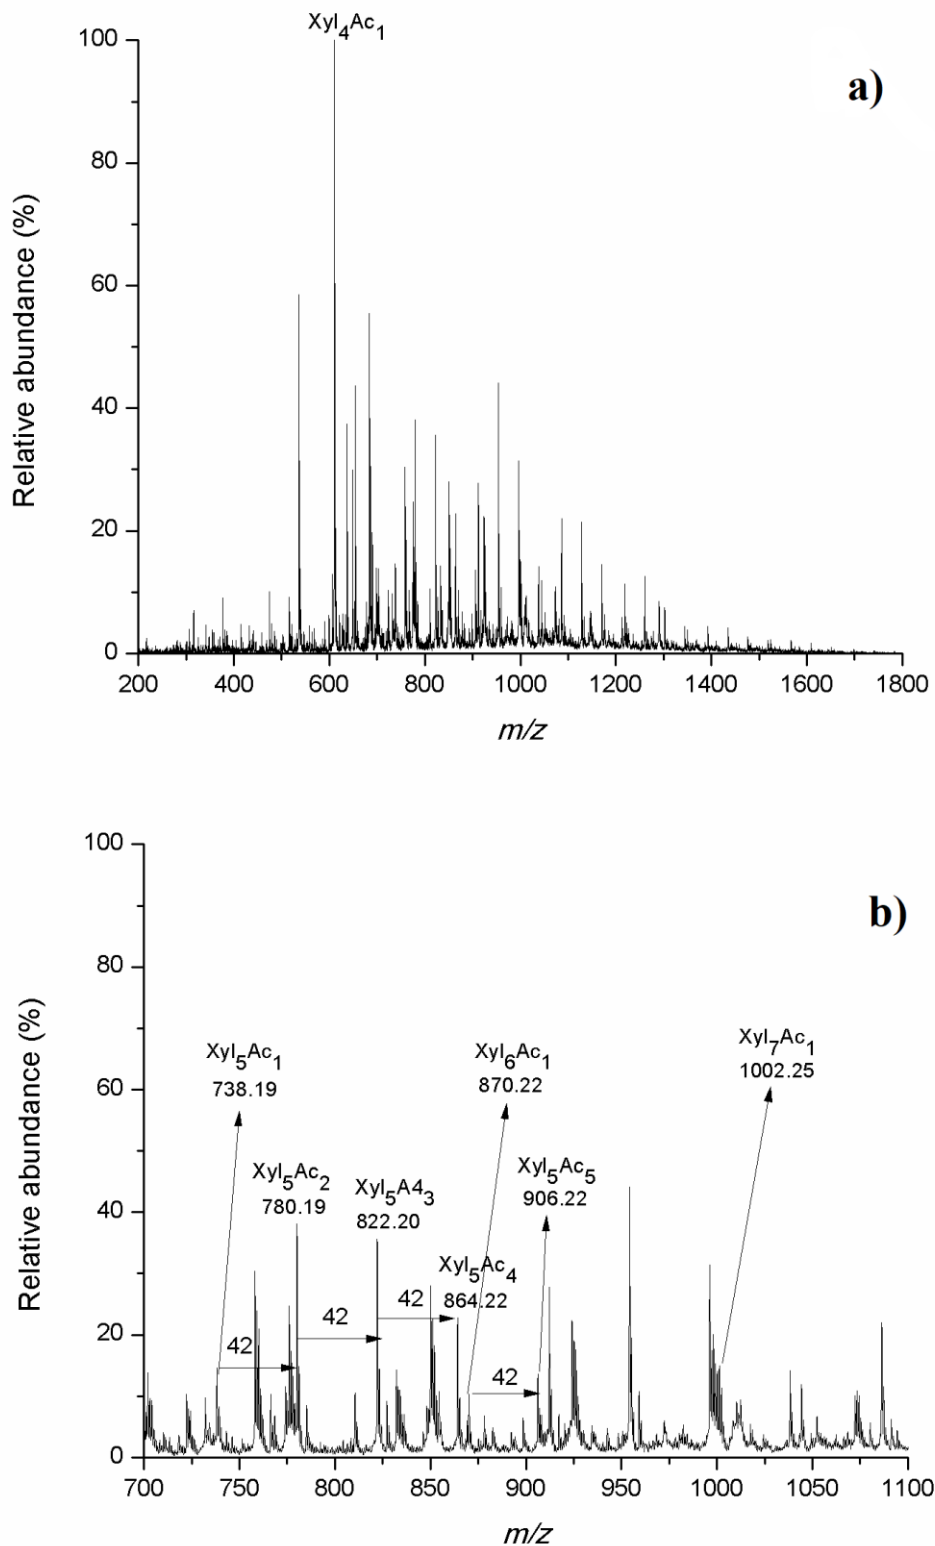 Xyl4Ac1
a)
100
80
60
40
20
0
Relative abundance (%)
200 400 600 800 1000 1200 1400 1600 1800
m/z
b)
100
80
60
40
20
0
Relative abundance (%)
Xyl5Ac1
738.19
Xyl6Ac1
870.22
Xyl7Ac1
1002.25
Xyl5Ac2
780.19
Xyl5A43
822.20
Xyl5Ac5
906.22
Xyl5Ac4
864.22
42
42
42
42
700 750 800 850 900 950 1000 1050 1100
m/z